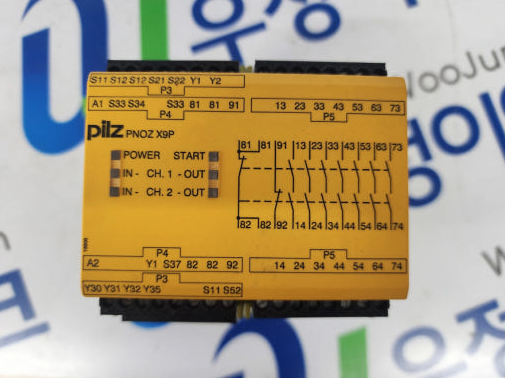 S11 S12 S12 S21 S22 Y1 Y2
P3
A1 S33 S34 S33 81 81 91
P4
13 23 33 43 53 63 73
P5
pilz PNOZ X9P
POWER START
IN - CH. 1 - OUT
IN - CH. 2 - OUT
81 81 91 13 23 33 43 53 63 73
82 82 92 14 24 34 44 54 64 74
P4
A2 Y1 S37 82 82 92
P3
Y30 Y31 Y32 Y35 S11 S52
P5
14 24 34 44 54 64 74
우정
WooJun